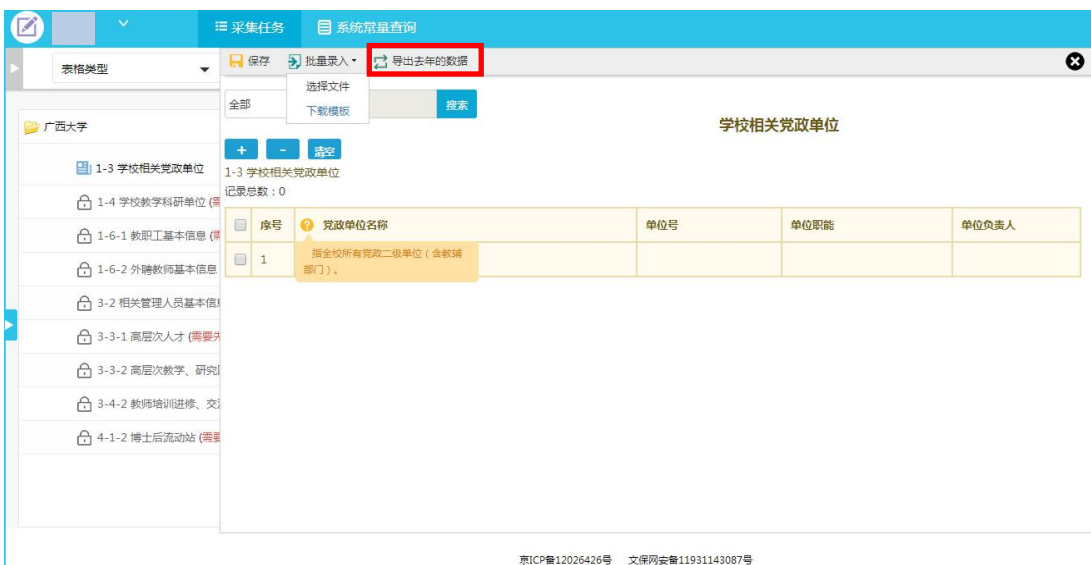 采集任务 系统常量查询
表格类型
保存 批量录入 导出去年的数据
选择文件
下载模板
全部 搜索
学校相关党政单位
广西大学
+ - 清空
1-3 学校相关党政单位
1-3 学校相关党政单位
记录总数：0
1-4 学校教学科研单位 (需
1-6-1 教职工基本信息 (需
1-6-2 外聘教师基本信息
3-2 相关管理人员基本信息
3-3-1 高层次人才 (需要先
3-3-2 高层次教学、研究团
3-4-2 教师培训进修、交流
4-1-2 博士后流动站 (需要
序号 党政单位名称 单位号 单位职能 单位负责人
1
指全校所有党政二级单位（含教辅
部门）。
京ICP备12026426号 文保网安备11931143087号